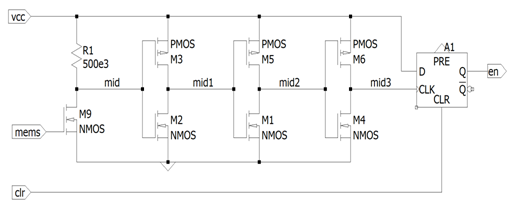 vcc
A1
R1
500e3
PMOS
M3
PMOS
M5
PMOS
M6
PRE
D
Q
en
mid
mid1
mid2
mid3
CLK
Q
CLR
M9
NMOS
M2
NMOS
M1
NMOS
M4
NMOS
mems
clr